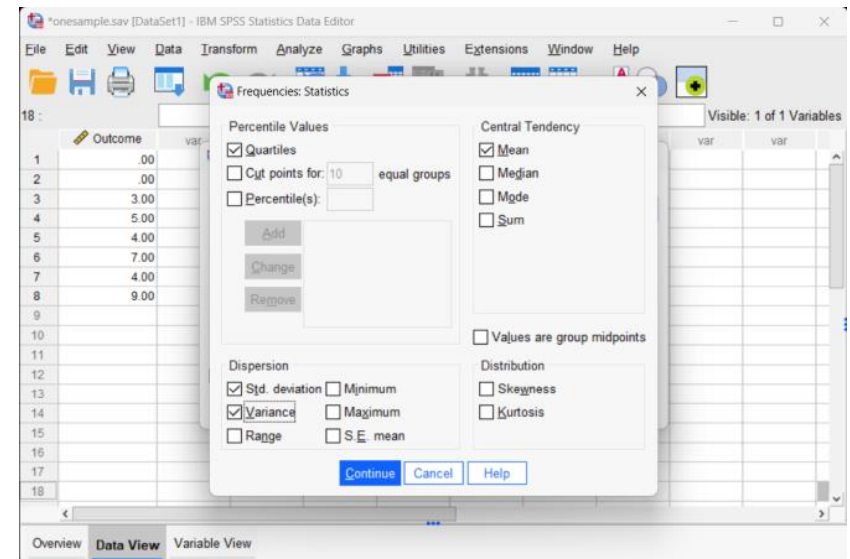 *onesample.sav [DataSet1] - IBM SPSS Statistics Data Editor
File Edit View Data Transform Analyze Graphs Utilities Extensions Window Help
18 :
Visible: 1 of 1 Variables
Outcome
var
var
var
1 .00
2 .00
3 3.00
4 5.00
5 4.00
6 7.00
7 4.00
8 9.00
9
10
11
12
13
14
15
16
17
18
Frequencies: Statistics
Percentile Values
Quartiles
Cut points for: 10 equal groups
Percentile(s):
Add
Change
Remove
Central Tendency
Mean
Median
Mode
Sum
Values are group midpoints
Dispersion
Std. deviation Minimum
Variance Maximum
Range S.E. mean
Distribution
Skewness
Kurtosis
Continue Cancel Help
Overview Data View Variable View